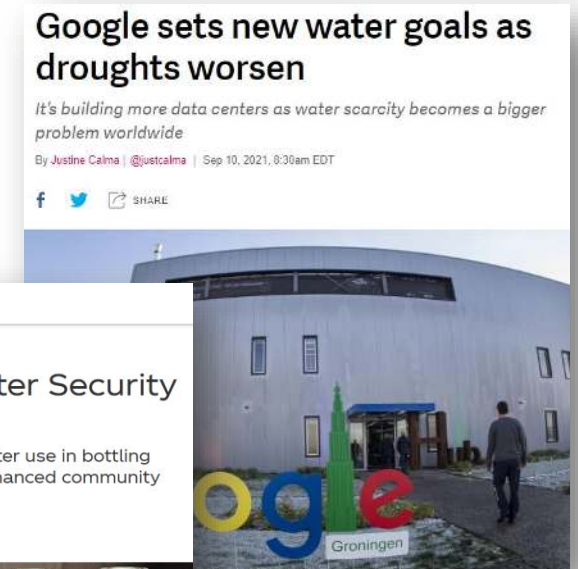 Google sets new water goals as
droughts worsen
It's building more data centers as water scarcity becomes a bigger
problem worldwide
By Justine Calma | @justcalma | Sep 10, 2021, 8:30am EDT
f SHARE
ter Security
ter use in bottling
hanced community
ogle
Groningen